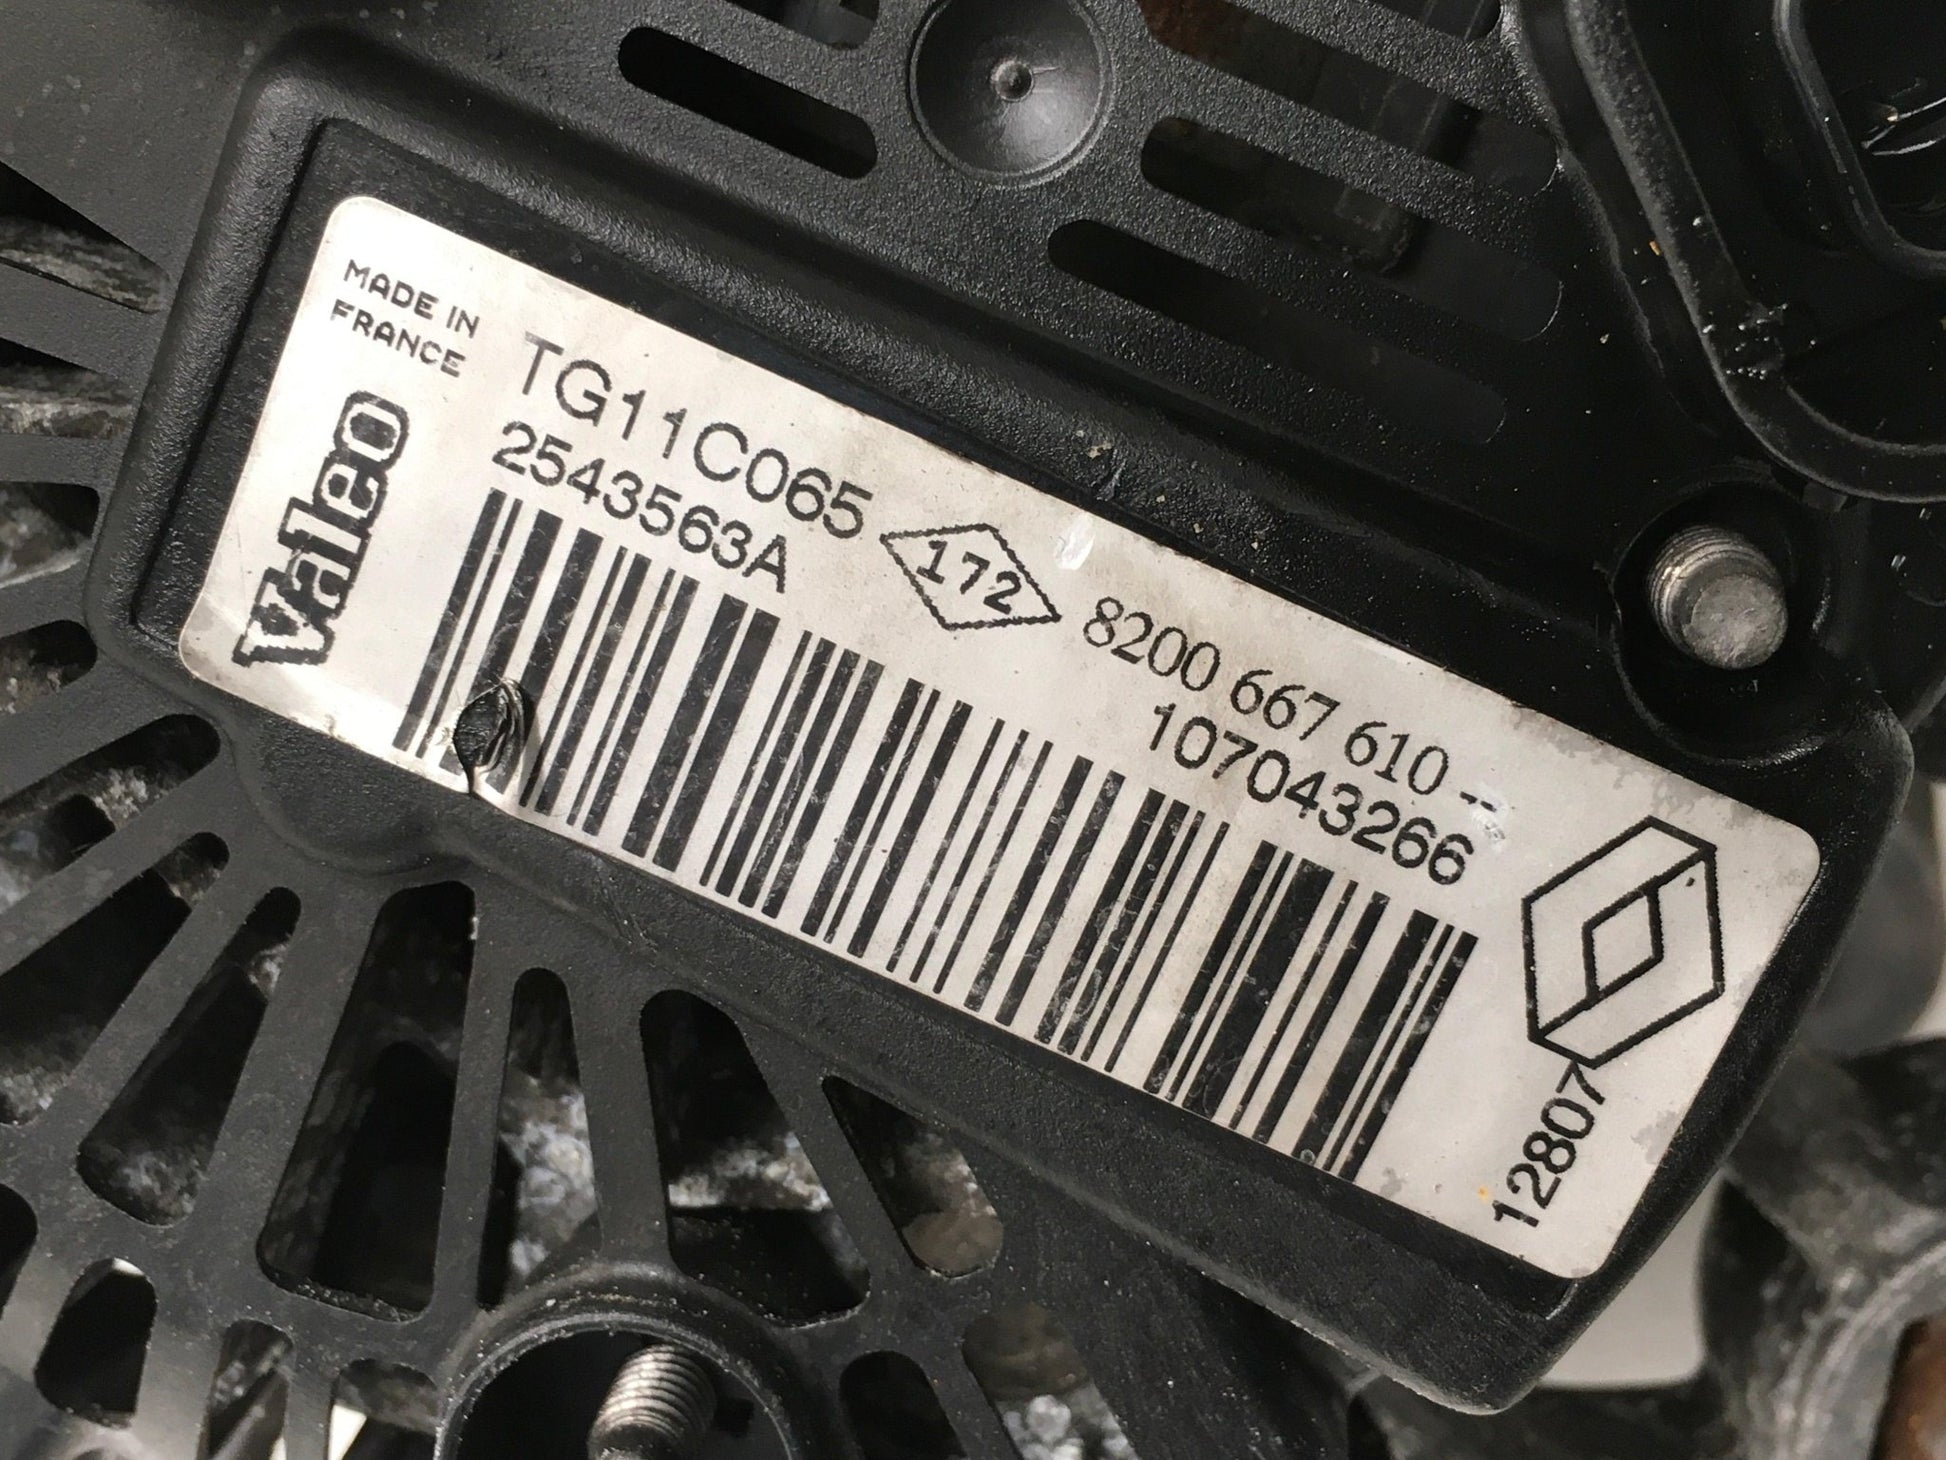 MADE IN
FRANCE
Valeo
TG11C065
2543563A
172
8200 667 610 --
107043266
12807